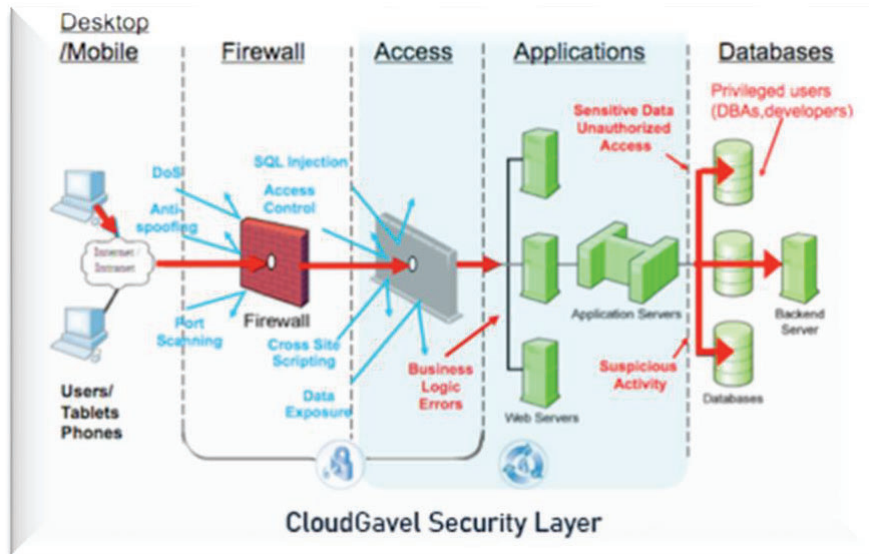 Desktop
/Mobile
Firewall
Access
Applications
Databases
Privileged users
(DBAs,developers)
Sensitive Data
Unauthorized
Access
SQL Injection
DoS
Access
Control
Anti-
spoofing
Internet /
Intranet
Firewall
Port
Scanning
Cross Site
Scripting
Data
Exposure
Business
Logic
Errors
Application Servers
Backend
Server
Suspicious
Activity
Users/
Tablets
Phones
Web Servers
Databases
CloudGavel Security Layer